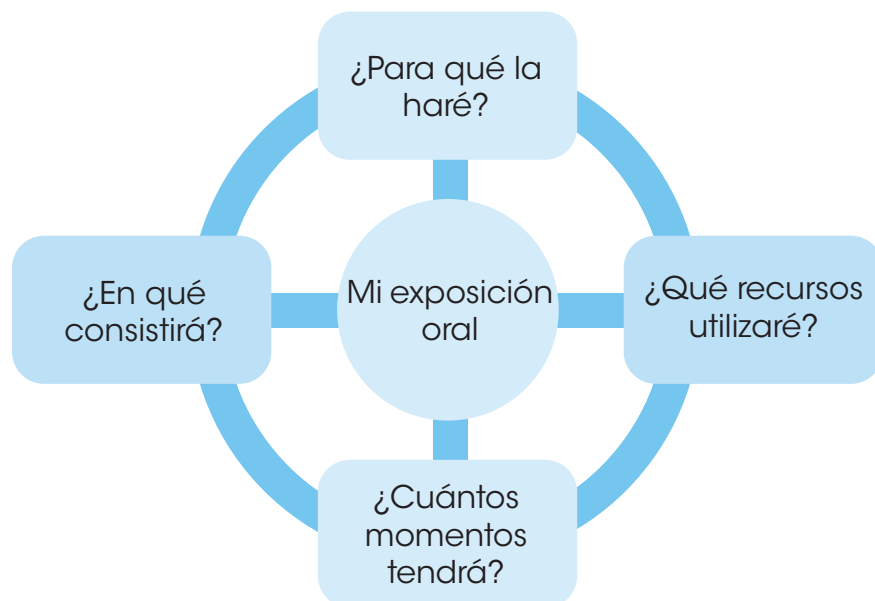 ¿Para qué la
haré?
¿En qué
consistirá?
Mi exposición
oral
¿Qué recursos
utilizaré?
¿Cuántos
momentos
tendrá?